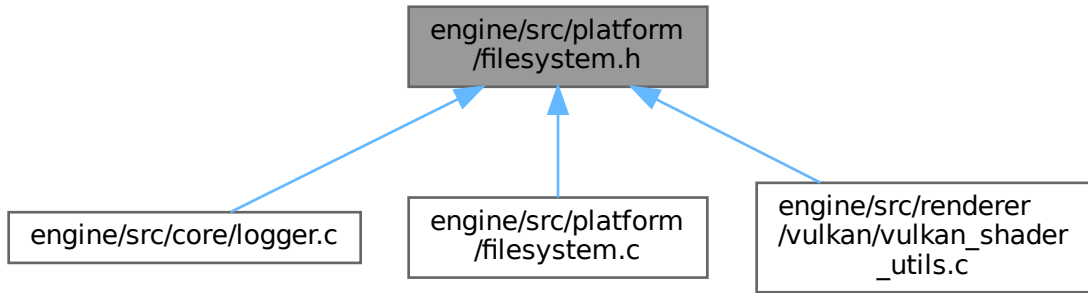 engine/src/platform
/filesystem.h
engine/src/core/logger.c
engine/src/platform
/filesystem.c
engine/src/renderer
/vulkan/vulkan_shader
_utils.c